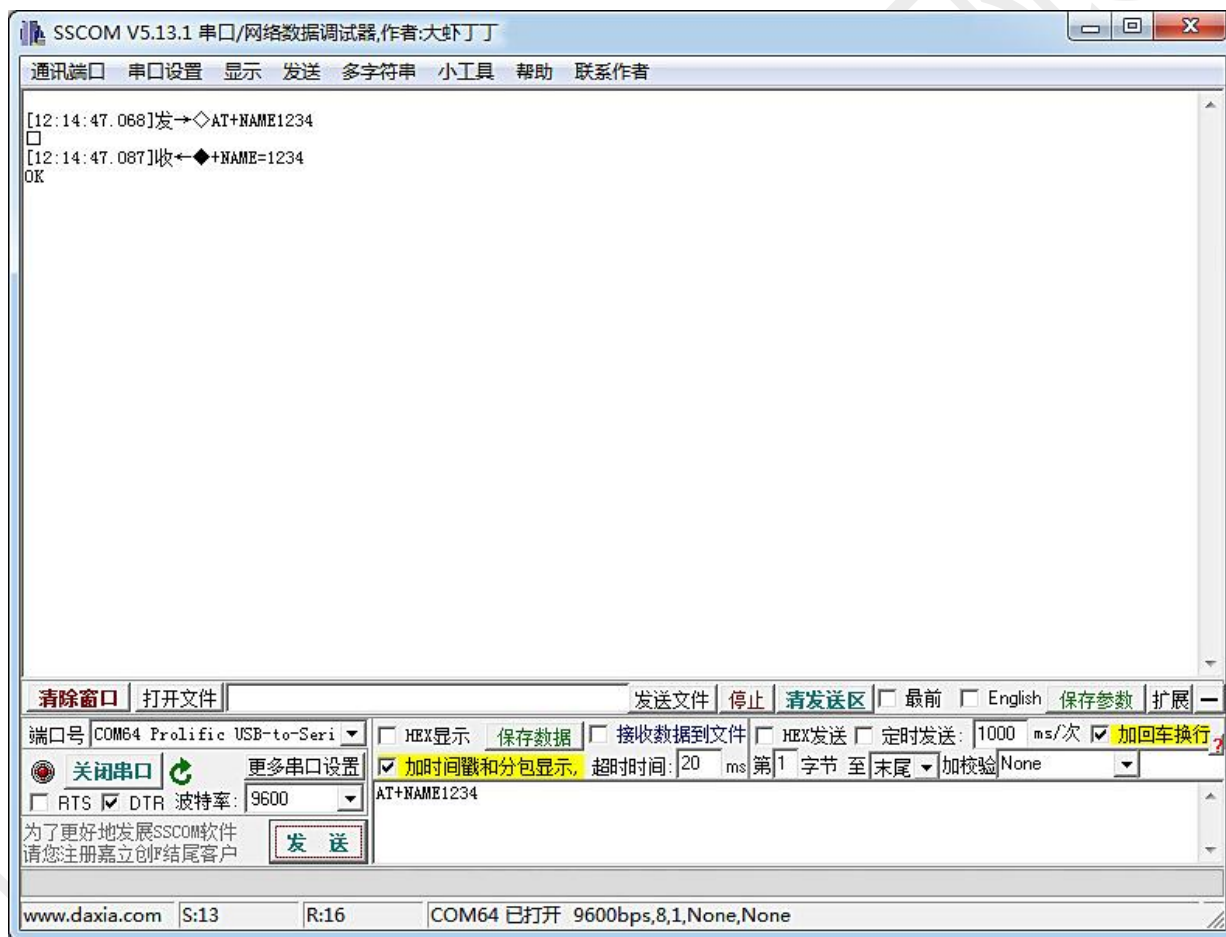 SSCOM V5.13.1 串口/网络数据调试器,作者:大虾丁丁
通讯端口 串口设置 显示 发送 多字符串 小工具 帮助 联系作者
[12:14:47.068]发→◇AT+NAME1234
□
[12:14:47.087]收←◆+NAME=1234
OK
清除窗口 打开文件 发送文件 停止 清发送区 最前 English 保存参数 扩展 —
端口号 COM64 Prolific USB-to-Seri HEX显示 保存数据 接收数据到文件 HEX发送 定时发送: 1000 ms/次 加回车换行
关闭串口 更多串口设置 加时间戳和分包显示, 超时时间: 20 ms 第1 字节 至 末尾 加校验 None
RTS DTR 波特率: 9600 AT+NAME1234
为了更好地发展SSCOM软件
请您注册嘉立创F结尾客户
发 送
www.daxia.com S:13 R:16 COM64 已打开 9600bps,8,1,None,None